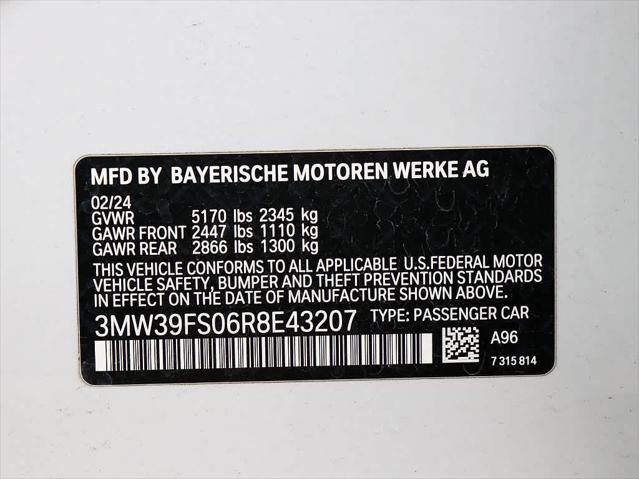 MFD BY BAYERISCHE MOTOREN WERKE AG
02/24
GVWR 5170 lbs 2345 kg
GAWR FRONT 2447 lbs 1110 kg
GAWR REAR 2866 lbs 1300 kg
THIS VEHICLE CONFORMS TO ALL APPLICABLE U.S.FEDERAL MOTOR
VEHICLE SAFETY, BUMPER AND THEFT PREVENTION STANDARDS
IN EFFECT ON THE DATE OF MANUFACTURE SHOWN ABOVE.
3MW39FS06R8E43207 TYPE: PASSENGER CAR
A96
7 315 814